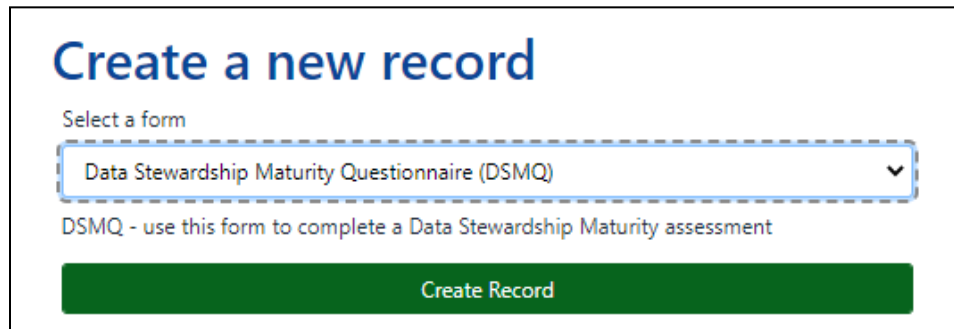 Create a new record
Select a form
Data Stewardship Maturity Questionnaire (DSMQ)
DSMQ - use this form to complete a Data Stewardship Maturity assessment
Create Record